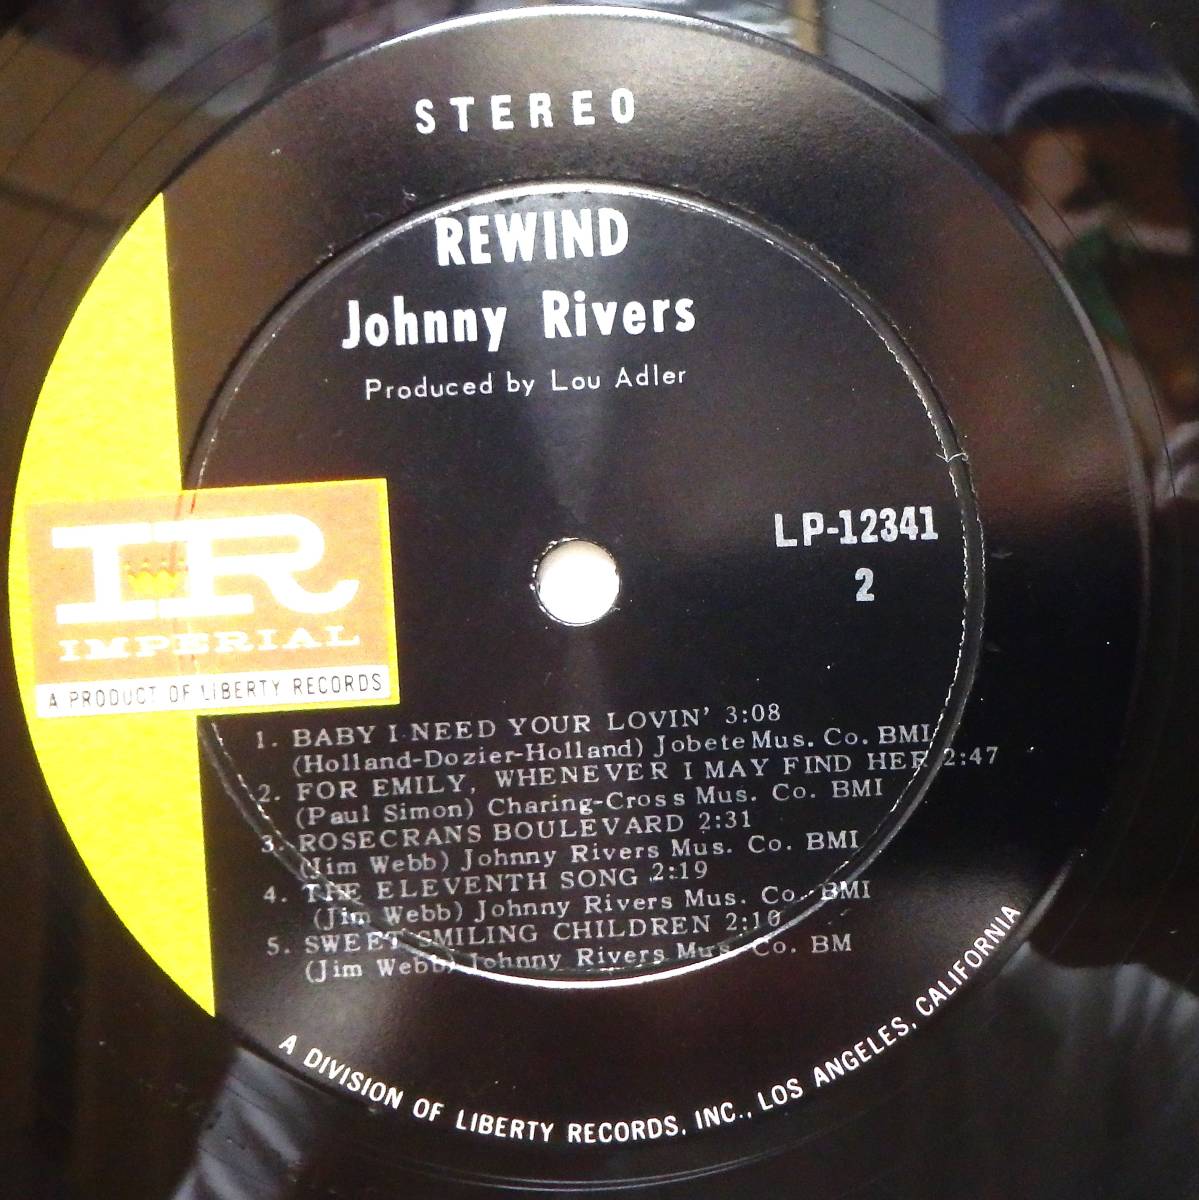 STEREO
REWIND
Johnny Rivers
Produced by Lou Adler
LP-12341
2
IR
IMPERIAL
A PRODUCT OF LIBERTY RECORDS
1. BABY I NEED YOUR LOVIN' 3:08
(Holland-Dozier-Holland) Jobete Mus. Co. BMI
2. FOR EMILY, WHENEVER I MAY FIND HER 2:47
(Paul Simon) Charing-Cross Mus. Co. BMI
3. ROSECRANS BOULEVARD 2:31
(Jim Webb) Johnny Rivers Mus. Co. BMI
4. THE ELEVENTH SONG 2:19
(Jim Webb) Johnny Rivers Mus. Co. BMI
5. SWEET SMILING CHILDREN 2:10
(Jim Webb) Johnny Rivers Mus. Co. BM
A DIVISION OF LIBERTY RECORDS, INC., LOS ANGELES, CALIFORNIA